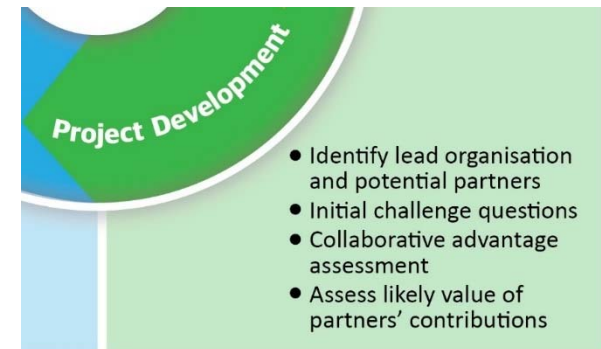 Project Development
• Identify lead organisation
and potential partners
• Initial challenge questions
• Collaborative advantage
assessment
• Assess likely value of
partners’ contributions